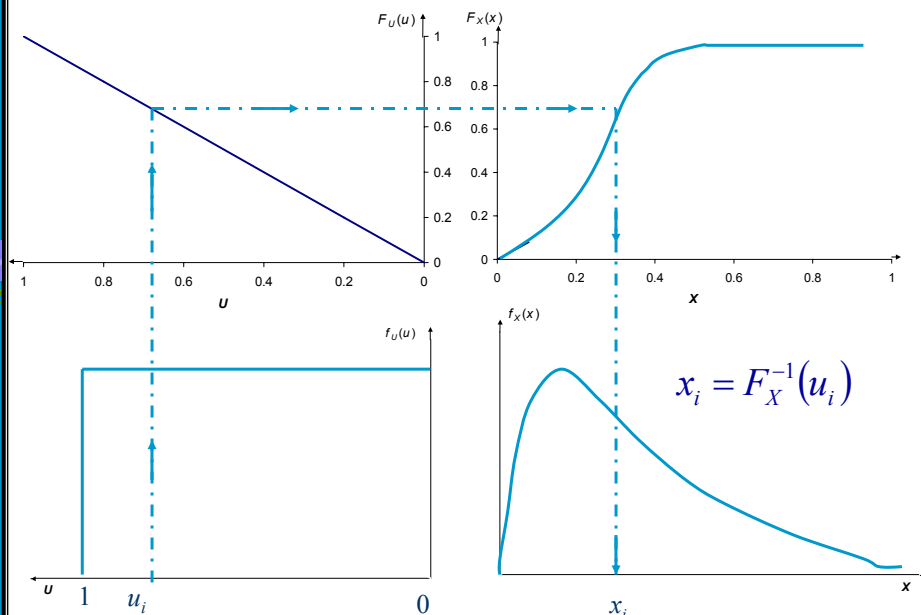 F_U(u)
1
0.8
0.6
0.4
0.2
0
1 0.8 0.6 0.4 0.2 0
U
F_X(x)
1
0.8
0.6
0.4
0.2
0
0 0.2 0.4 0.6 0.8 1
X
f_U(u)
U 1 u_i 0
f_X(x)
x_i = F_X^{-1}(u_i)
x_i X